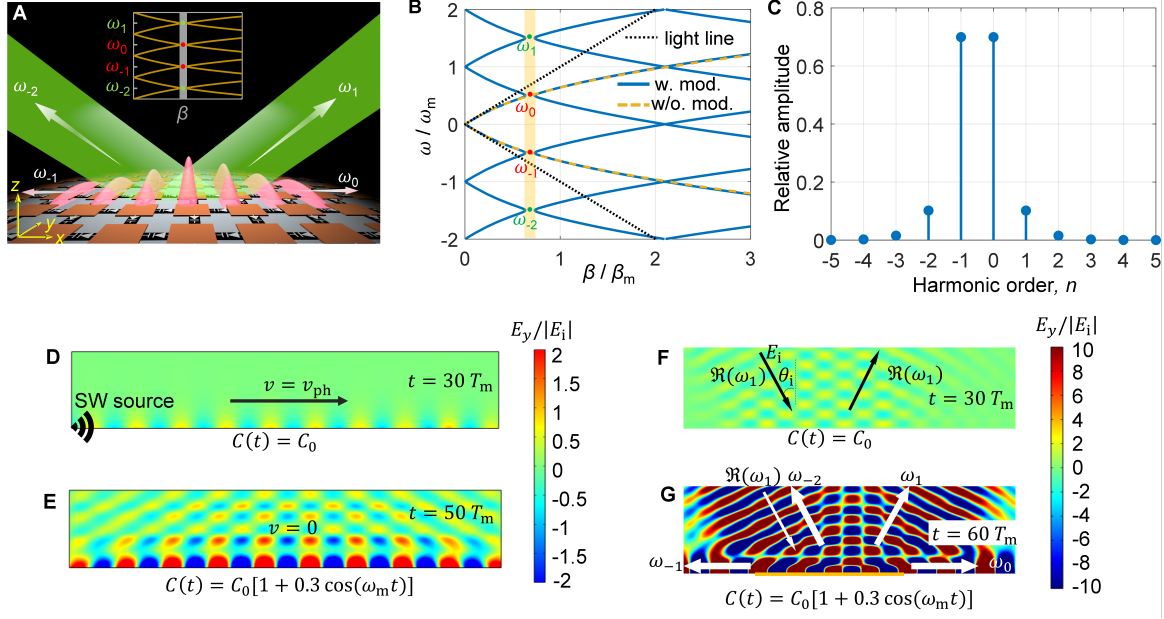 A
ω₁
ω₀
ω₋₁
ω₋₂
β
ω₋₂
ω₁
ω₋₁
ω₀
z
y
x
B
2
1
0
-1
-2
ω / ωₘ
0
1
2
3
β / βₘ
light line
w. mod.
w/o. mod.
ω₁
ω₀
ω₋₁
ω₋₂
C
0.8
0.6
0.4
0.2
0
Relative amplitude
-5 -4 -3 -2 -1 0 1 2 3 4 5
Harmonic order, n
D
SW source
v = vₚₕ
t = 30 Tₘ
C(t) = C₀
E
v = 0
t = 50 Tₘ
C(t) = C₀[1 + 0.3 cos(ωₘt)]
E_y/|Eᵢ|
2
1.5
1
0.5
0
-0.5
-1
-1.5
-2
F
Eᵢ
θᵢ
ℜ(ω₁)
ℜ(ω₁)
t = 30 Tₘ
C(t) = C₀
G
ℜ(ω₁)
ω₋₂
ω₁
t = 60 Tₘ
ω₋₁
ω₀
C(t) = C₀[1 + 0.3 cos(ωₘt)]
E_y/|Eᵢ|
10
8
6
4
2
0
-2
-4
-6
-8
-10